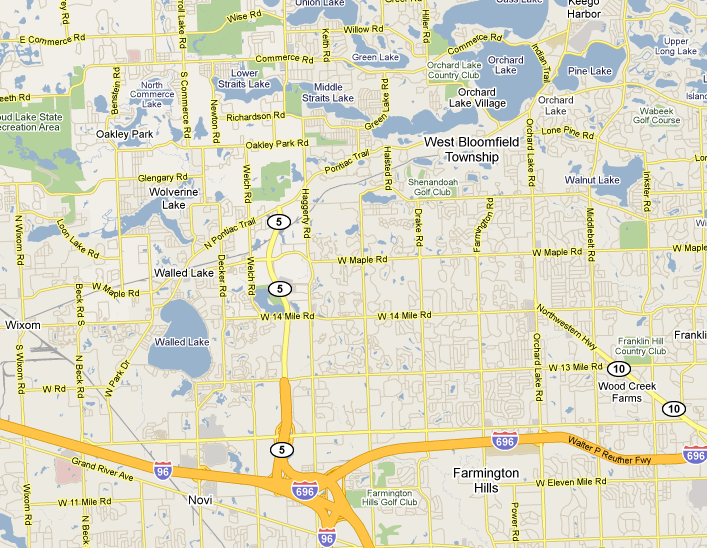 Union Lake
Wise Rd
Willow Rd
Keith Rd
Hiller Rd
Cass Lake
Keego
Harbor
E Commerce Rd
Commerce Rd
Commerce Rd
Green Lake
Indian Trail
Upper
Long Lake
Orchard Lake
Country Club
Orchard
Lake
Pine Lake
Benstein Rd
S Commerce Rd
Newton Rd
North
Commerce
Lake
Lower
Straits Lake
Middle
Straits Lake
Green Lake Rd
Orchard
Lake Village
Orchard
Lake
Wabeek
Golf Course
Oakley Park
Richardson Rd
Oakley Park Rd
Pontiac Trail
Halsted Rd
West Bloomfield
Township
Orchard Lake Rd
Lone Pine Rd
Glengary Rd
Wolverine
Lake
Welch Rd
Haggerty Rd
Shenandoah
Golf Club
Walnut Lake
Inkster Rd
N Wixom Rd
Loon Lake Rd
N Pontiac Trail
5
Drake Rd
Farmington Rd
Middlebelt Rd
W Maple Rd
W Maple Rd
W Maple Rd
Walled Lake
Decker Rd
Welch Rd
W Maple Rd
5
Beck Rd S
Wixom
W 14 Mile Rd
W 14 Mile Rd
Northwestern Hwy
Walled Lake
Franklin Hill
Country Club
S Wixom Rd
N Beck Rd
W Park Dr
Orchard Lake Rd
W 13 Mile Rd
10
Wood Creek
Farms
W Rd
10
5
696
Walter P Reuther Fwy
696
Grand River Ave
96
696
Farmington
Hills
W Eleven Mile Rd
Novi
W 11 Mile Rd
Wixom Rd
N Beck Rd
Farmington
Hills Golf Club
Power Rd
96